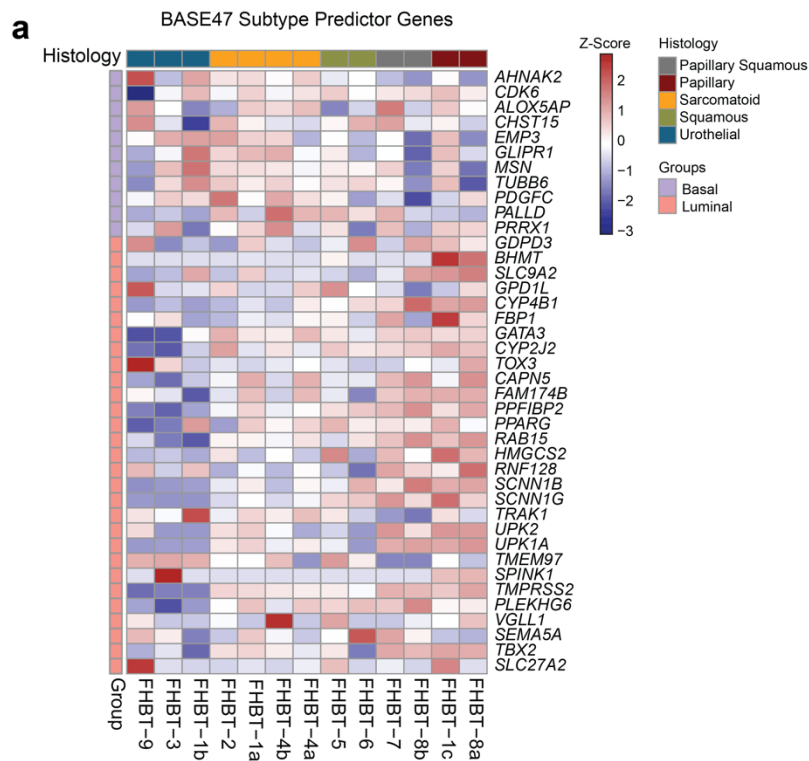 a
BASE47 Subtype Predictor Genes
Histology
AHNAK2
CDK6
ALOX5AP
CHST15
EMP3
GLIPR1
MSN
TUBB6
PDGFC
PALLD
PRRX1
GDPD3
BHMT
SLC9A2
GPD1L
CYP4B1
FBP1
GATA3
CYP2J2
TOX3
CAPN5
FAM174B
PPFIBP2
PPARG
RAB15
HMGCS2
RNF128
SCNN1B
SCNN1G
TRAK1
UPK2
UPK1A
TMEM97
SPINK1
TMPRSS2
PLEKHG6
VGLL1
SEMA5A
TBX2
SLC27A2
Group
FHBT−9
FHBT−3
FHBT−1b
FHBT−2
FHBT−1a
FHBT−4b
FHBT−4a
FHBT−5
FHBT−6
FHBT−7
FHBT−8b
FHBT−1c
FHBT−8a
Z-Score
2
1
0
−1
−2
−3
Histology
Papillary Squamous
Papillary
Sarcomatoid
Squamous
Urothelial
Groups
Basal
Luminal